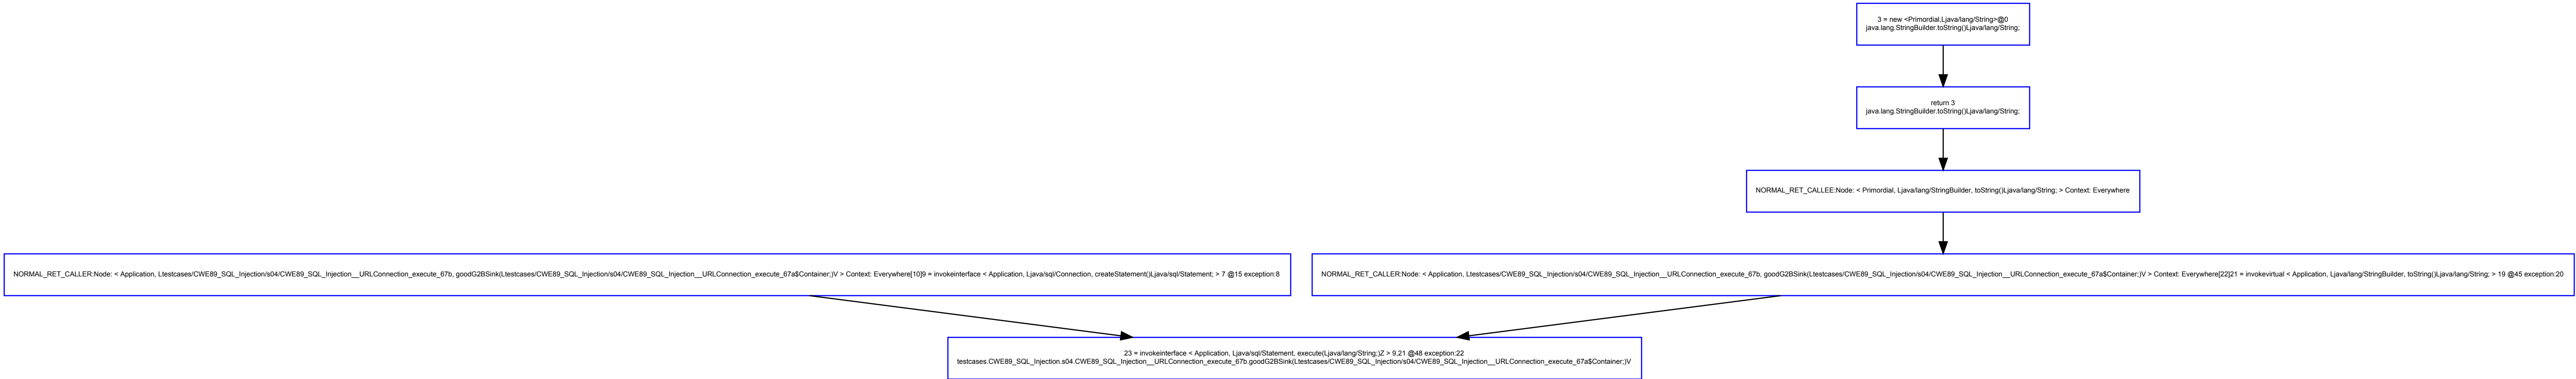 3 = new <Primordial,Ljava/lang/String>@0
java.lang.StringBuilder.toString()Ljava/lang/String;
return 3
java.lang.StringBuilder.toString()Ljava/lang/String;
NORMAL_RET_CALLEE:Node: < Primordial, Ljava/lang/StringBuilder, toString()Ljava/lang/String; > Context: Everywhere
NORMAL_RET_CALLER:Node: < Application, Ltestcases/CWE89_SQL_Injection/s04/CWE89_SQL_Injection__URLConnection_execute_67b, goodG2BSink(Ltestcases/CWE89_SQL_Injection/s04/CWE89_SQL_Injection__URLConnection_execute_67a$Container;)V > Context: Everywhere[10]9 = invokeinterface < Application, Ljava/sql/Connection, createStatement()Ljava/sql/Statement; > 7 @15 exception:8
NORMAL_RET_CALLER:Node: < Application, Ltestcases/CWE89_SQL_Injection/s04/CWE89_SQL_Injection__URLConnection_execute_67b, goodG2BSink(Ltestcases/CWE89_SQL_Injection/s04/CWE89_SQL_Injection__URLConnection_execute_67a$Container;)V > Context: Everywhere[22]21 = invokevirtual < Application, Ljava/lang/StringBuilder, toString()Ljava/lang/String; > 19 @45 exception:20
23 = invokeinterface < Application, Ljava/sql/Statement, execute(Ljava/lang/String;)Z > 9,21 @48 exception:22
testcases.CWE89_SQL_Injection.s04.CWE89_SQL_Injection__URLConnection_execute_67b.goodG2BSink(Ltestcases/CWE89_SQL_Injection/s04/CWE89_SQL_Injection__URLConnection_execute_67a$Container;)V